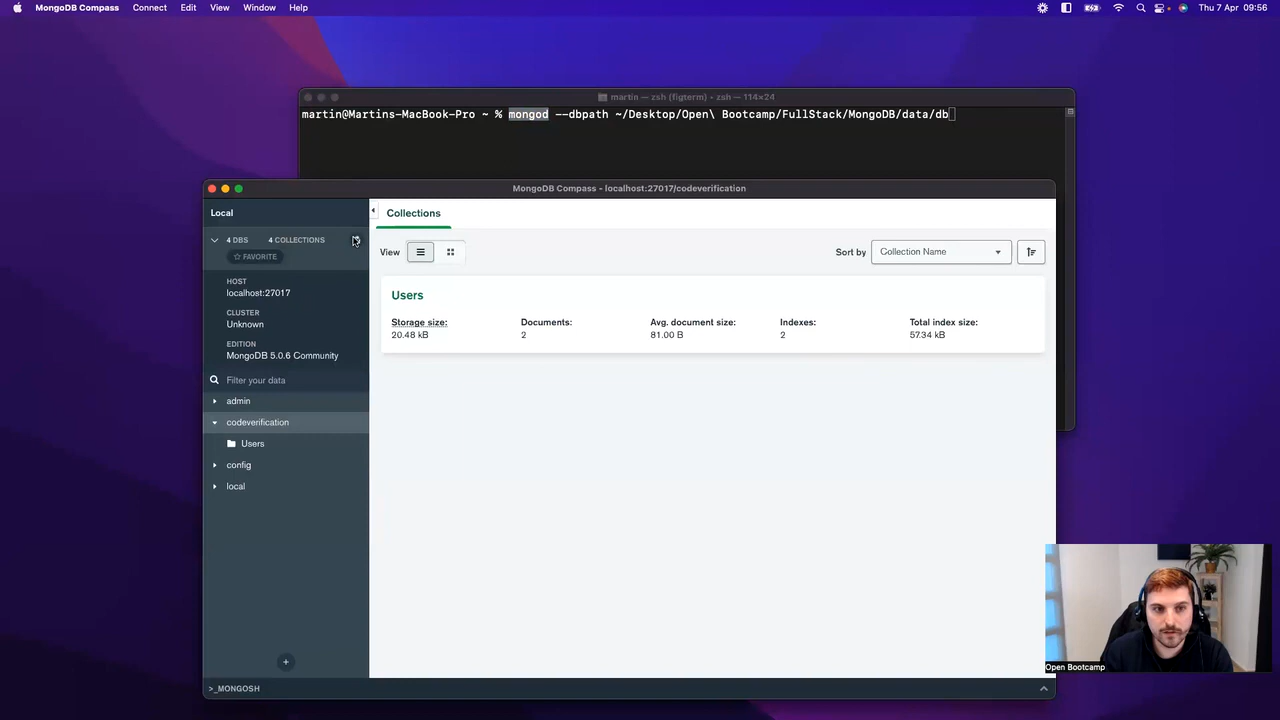 MongoDB Compass Connect Edit View Window Help Thu 7 Apr 09:56
martin — zsh (figterm) - zsh — 114×24
martin@Martins-MacBook-Pro ~ % mongod --dbpath ~/Desktop/Open\ Bootcamp/FullStack/MongoDB/data/db
MongoDB Compass - localhost:27017/codeverification
Local
4 DBS 4 COLLECTIONS
FAVORITE
HOST
localhost:27017
CLUSTER
Unknown
EDITION
MongoDB 5.0.6 Community
Filter your data
admin
codeverification
Users
config
local
>_MONGOSH
Collections
View
Sort by Collection Name
Users
Storage size: Documents: Avg. document size: Indexes: Total index size:
20.48 kB 2 81.00 B 2 57.34 kB
Open Bootcamp